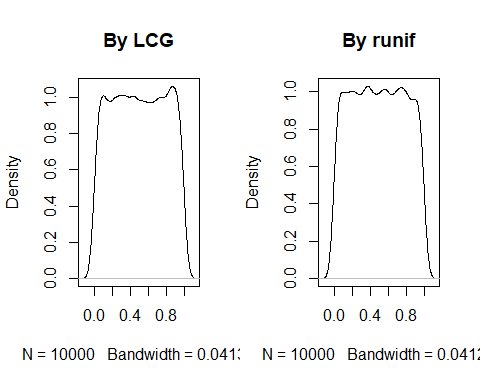 By LCG
By runif
Density
0.0 0.2 0.4 0.6 0.8 1.0
0.0 0.4 0.8
N = 10000 Bandwidth = 0.0413
Density
0.0 0.2 0.4 0.6 0.8 1.0
0.0 0.4 0.8
N = 10000 Bandwidth = 0.0412